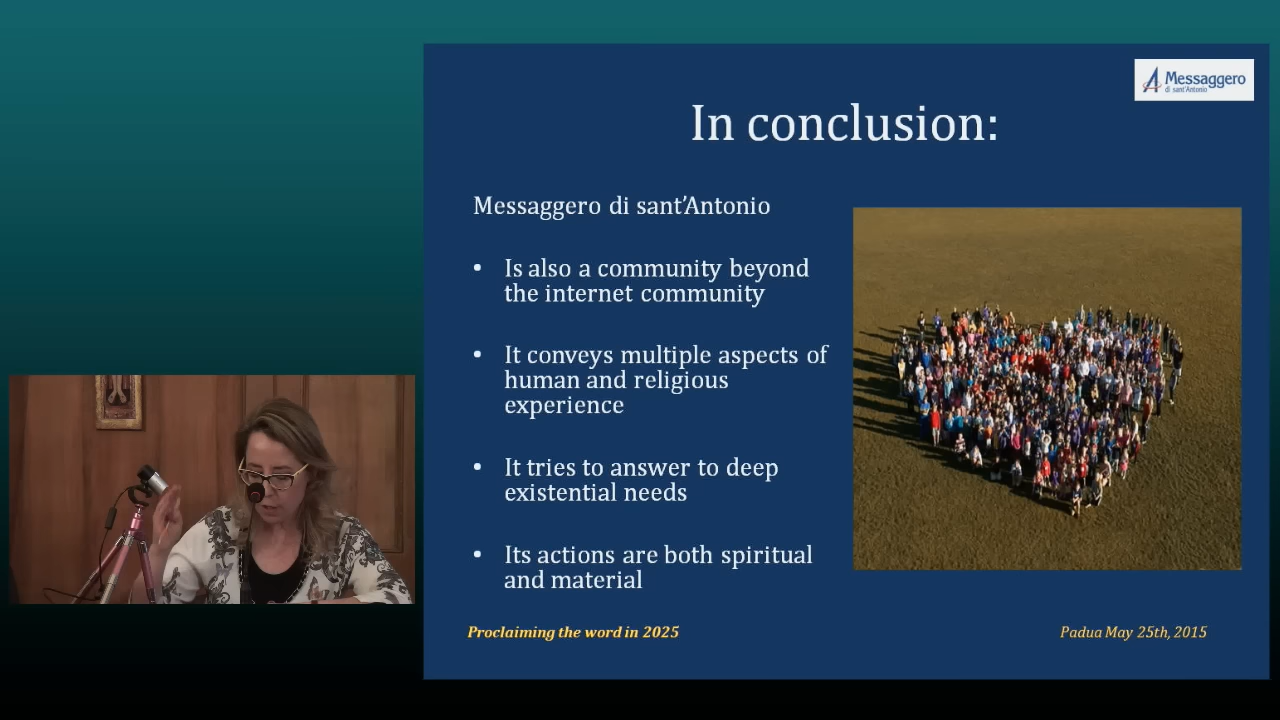 Messaggero
di sant'Antonio
In conclusion:
Messaggero di sant'Antonio
• Is also a community beyond
the internet community
• It conveys multiple aspects of
human and religious
experience
• It tries to answer to deep
existential needs
• Its actions are both spiritual
and material
Proclaiming the word in 2025
Padua May 25th, 2015